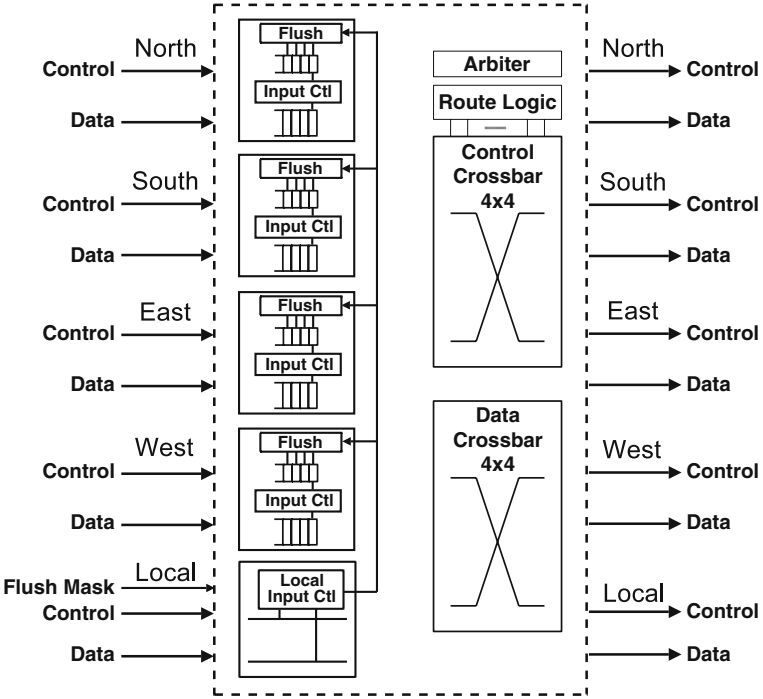 North
Control
Data
South
Control
Data
East
Control
Data
West
Control
Data
Local
Flush Mask
Control
Data
Flush
Input Ctl
Flush
Input Ctl
Flush
Input Ctl
Flush
Input Ctl
Local
Input Ctl
Arbiter
Route Logic
Control
Crossbar
4x4
Data
Crossbar
4x4
North
Control
Data
South
Control
Data
East
Control
Data
West
Control
Data
Local
Control
Data